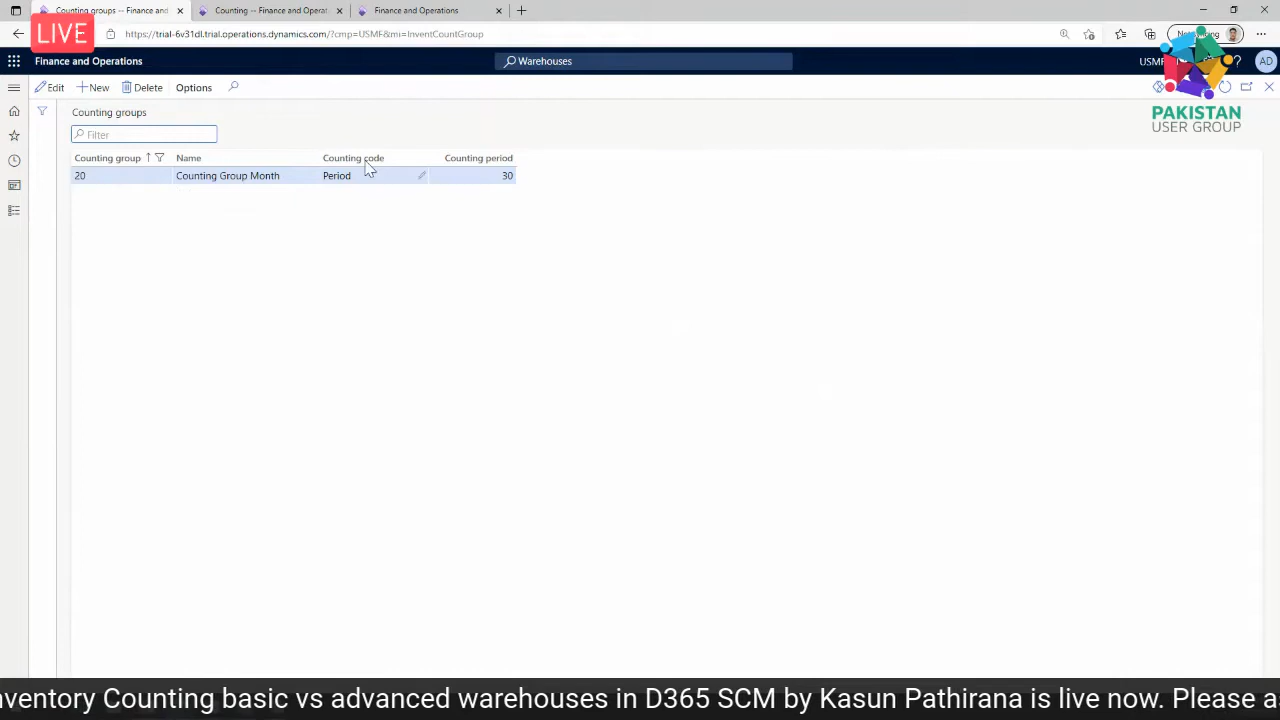 Counting groups -- Finance and
Counting -- Finance and Operat
Finance and Operations
LIVE
https://trial-6v31dl.trial.operations.dynamics.com/?cmp=USMF&mi=InventCountGroup
Finance and Operations
Warehouses
USMF
?
AD
Edit
New
Delete
Options
PAKISTAN
USER GROUP
Counting groups
Filter
Counting group
Name
Counting code
Counting period
20
Counting Group Month
Period
30
nventory Counting basic vs advanced warehouses in D365 SCM by Kasun Pathirana is live now. Please a